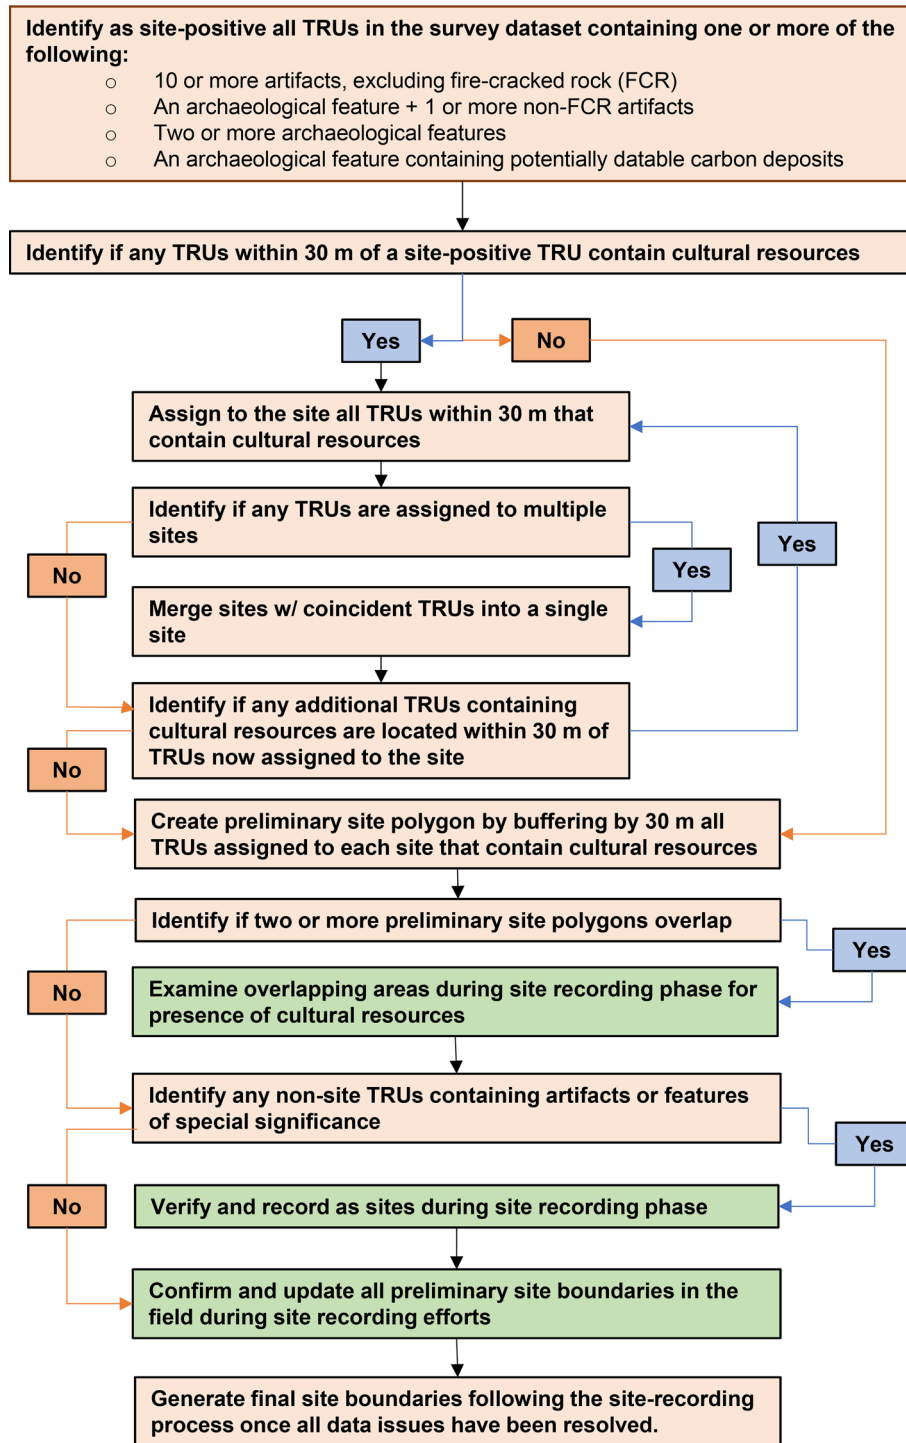 Identify as site-positive all TRUs in the survey dataset containing one or more of the
following:
o 10 or more artifacts, excluding fire-cracked rock (FCR)
o An archaeological feature + 1 or more non-FCR artifacts
o Two or more archaeological features
o An archaeological feature containing potentially datable carbon deposits
Identify if any TRUs within 30 m of a site-positive TRU contain cultural resources
Yes
No
Assign to the site all TRUs within 30 m that
contain cultural resources
Identify if any TRUs are assigned to multiple
sites
Yes
No
Yes
Merge sites w/ coincident TRUs into a single
site
Identify if any additional TRUs containing
cultural resources are located within 30 m of
TRUs now assigned to the site
No
Create preliminary site polygon by buffering by 30 m all
TRUs assigned to each site that contain cultural resources
Identify if two or more preliminary site polygons overlap
Yes
No
Examine overlapping areas during site recording phase for
presence of cultural resources
Identify any non-site TRUs containing artifacts or features
of special significance
Yes
No
Verify and record as sites during site recording phase
Confirm and update all preliminary site boundaries in the
field during site recording efforts
Generate final site boundaries following the site-recording
process once all data issues have been resolved.